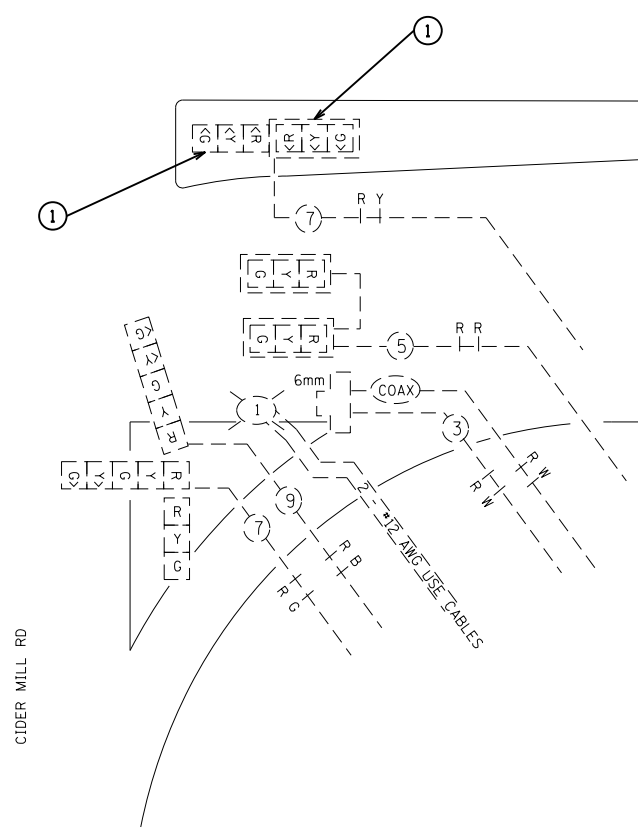 1
<G <Y <R
<R Y> G>
1
R Y
7
G Y R
G Y R
R R
5
6mm
COAX
1
3
<G <Y G Y R
G> Y> G Y R
R W
R W
9
7
R
Y
G
2 - #12 AWG USE CABLES
R B
R G
CIDER MILL RD